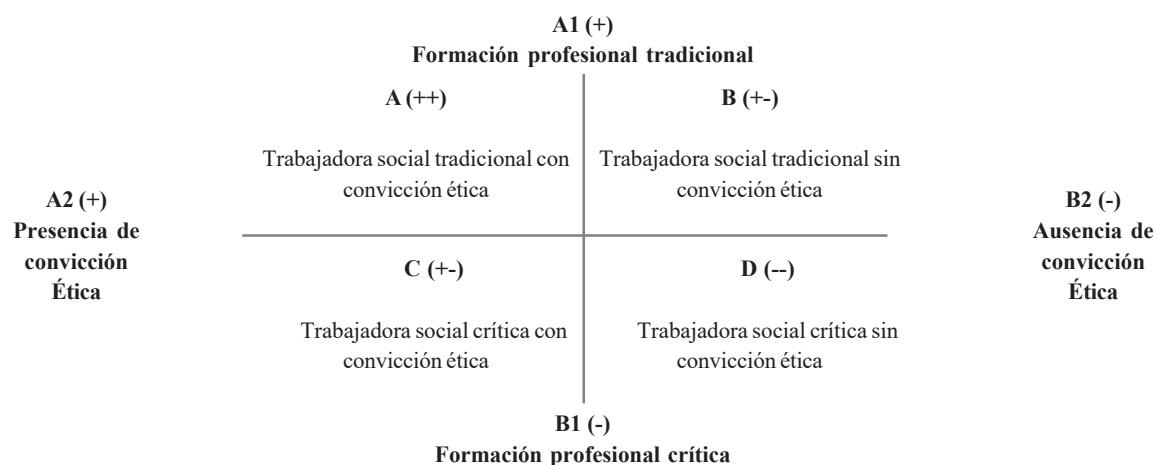 A1 (+)
Formación profesional tradicional
A (++)
B (+-)
Trabajadora social tradicional con
convicción ética
Trabajadora social tradicional sin
convicción ética
A2 (+)
Presencia de
convicción
Ética
B2 (-)
Ausencia de
convicción
Ética
C (+-)
D (--)
Trabajadora social crítica con
convicción ética
Trabajadora social crítica sin
convicción ética
B1 (-)
Formación profesional crítica